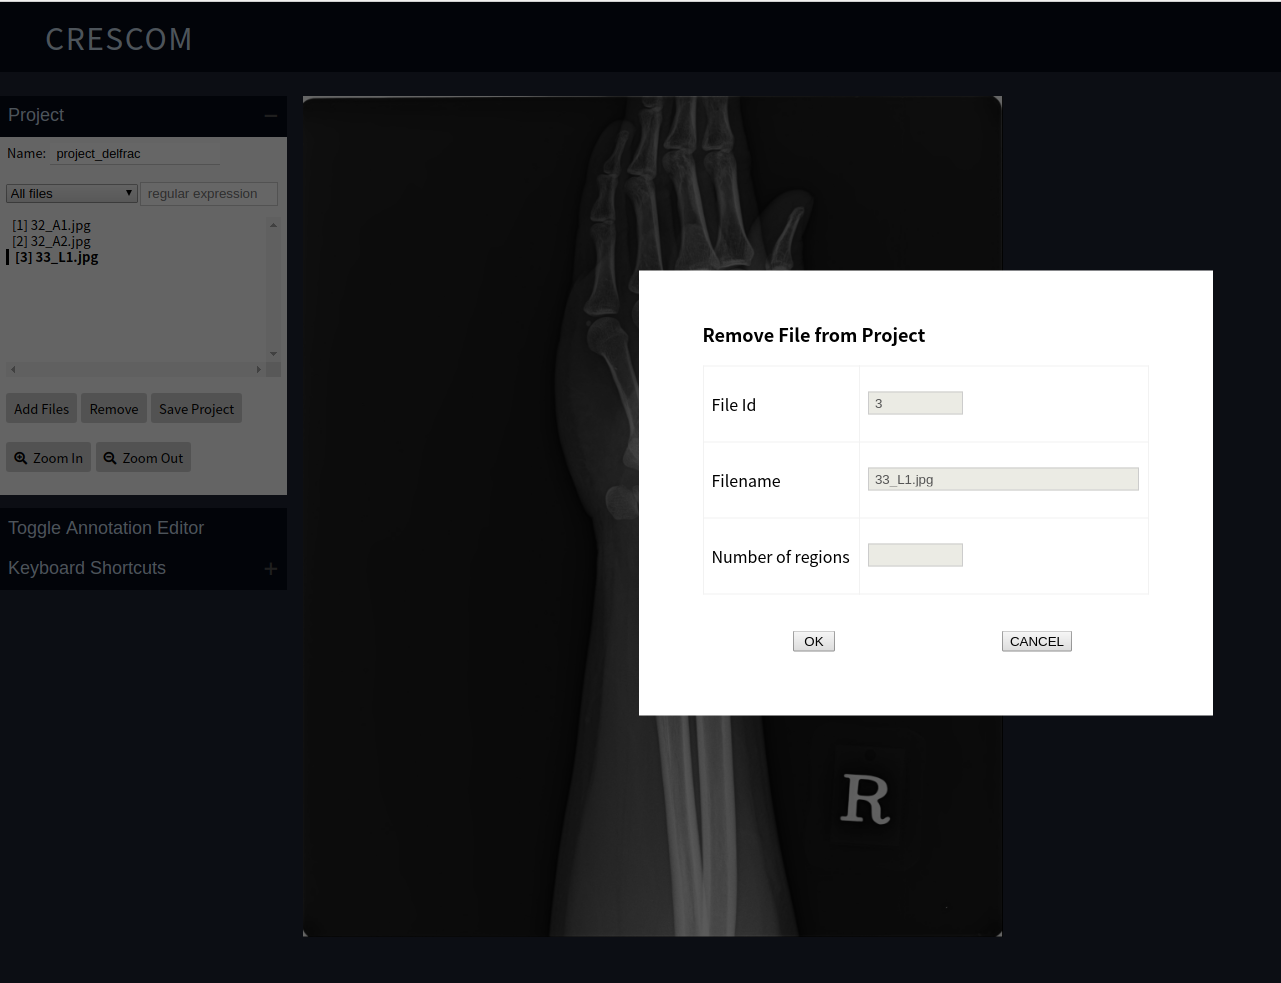 CRESCOM
Project
Name: project_delfrac
All files
regular expression
[1] 32_A1.jpg
[2] 32_A2.jpg
[3] 33_L1.jpg
Add Files
Remove
Save Project
Zoom In
Zoom Out
Toggle Annotation Editor
Keyboard Shortcuts
Remove File from Project
File Id 3
Filename 33_L1.jpg
Number of regions
OK
CANCEL
R